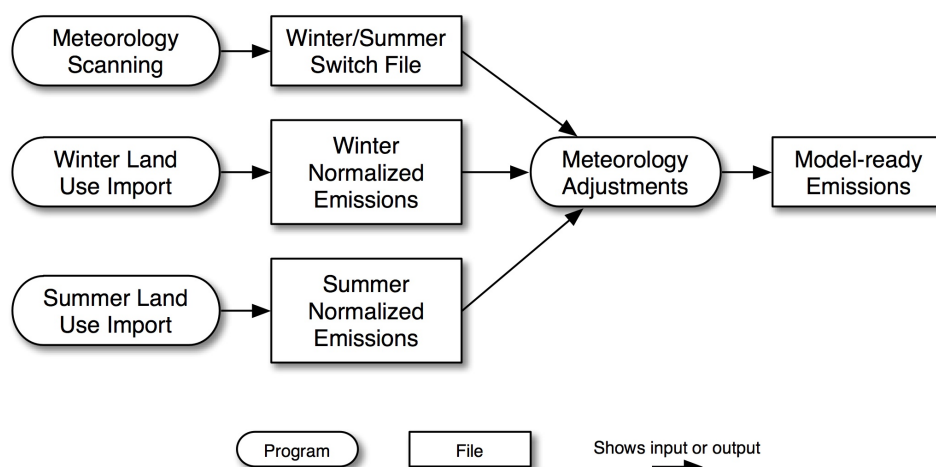 Meteorology
Scanning
Winter/Summer
Switch File
Winter Land
Use Import
Winter
Normalized
Emissions
Meteorology
Adjustments
Model-ready
Emissions
Summer Land
Use Import
Summer
Normalized
Emissions
Program
File
Shows input or output